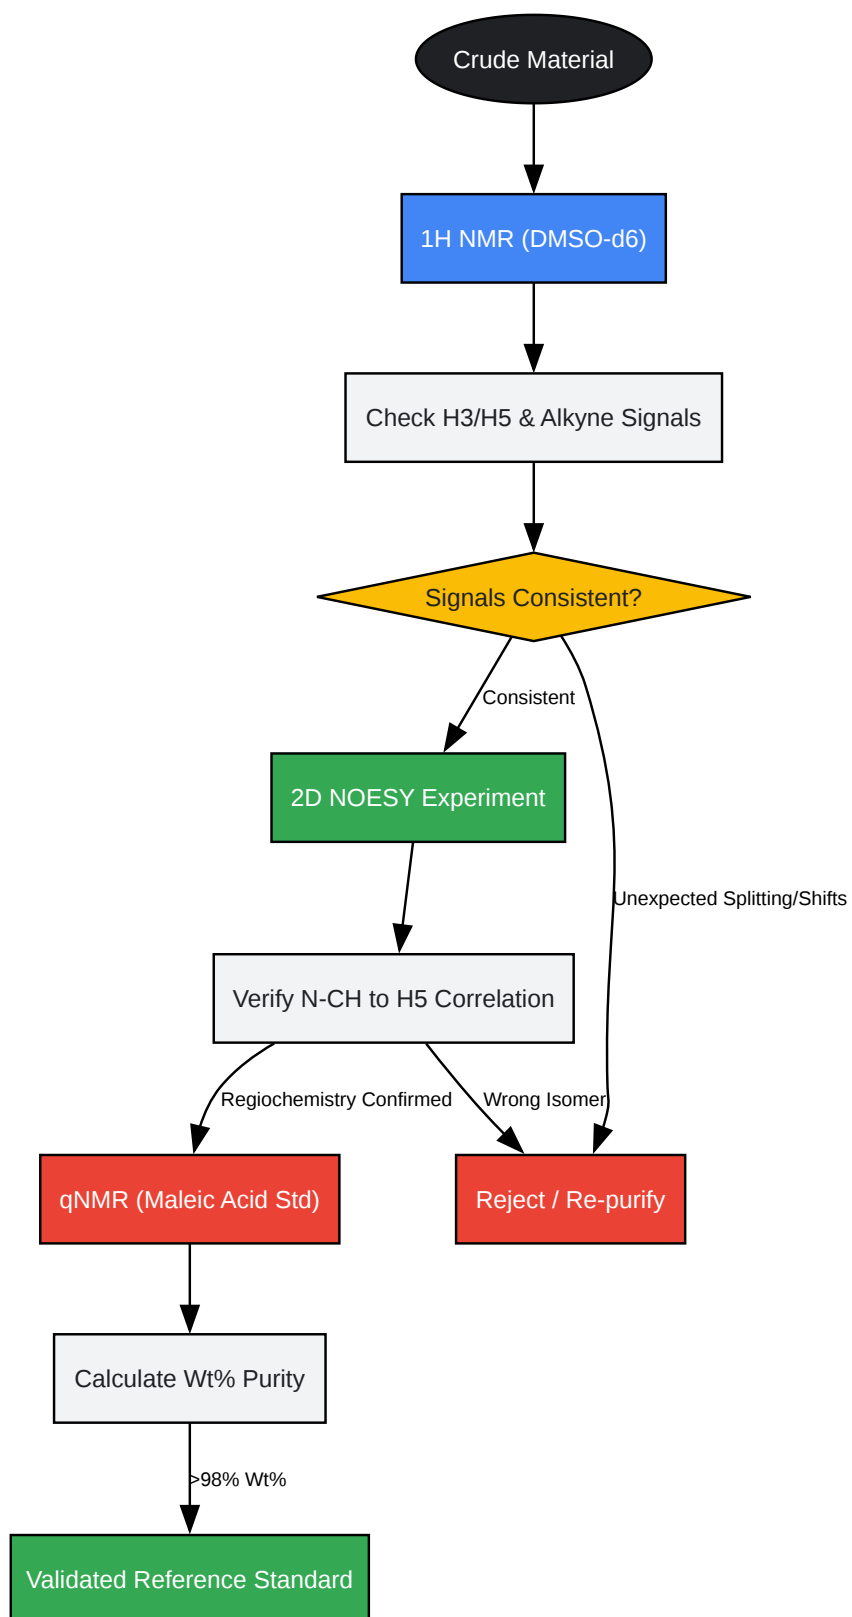 Crude Material
1H NMR (DMSO-d6)
Check H3/H5 & Alkyne Signals
Signals Consistent?
Consistent
2D NOESY Experiment
Unexpected Splitting/Shifts
Verify N-CH to H5 Correlation
Regiochemistry Confirmed
Wrong Isomer
qNMR (Maleic Acid Std)
Reject / Re-purify
Calculate Wt% Purity
>98% Wt%
Validated Reference Standard